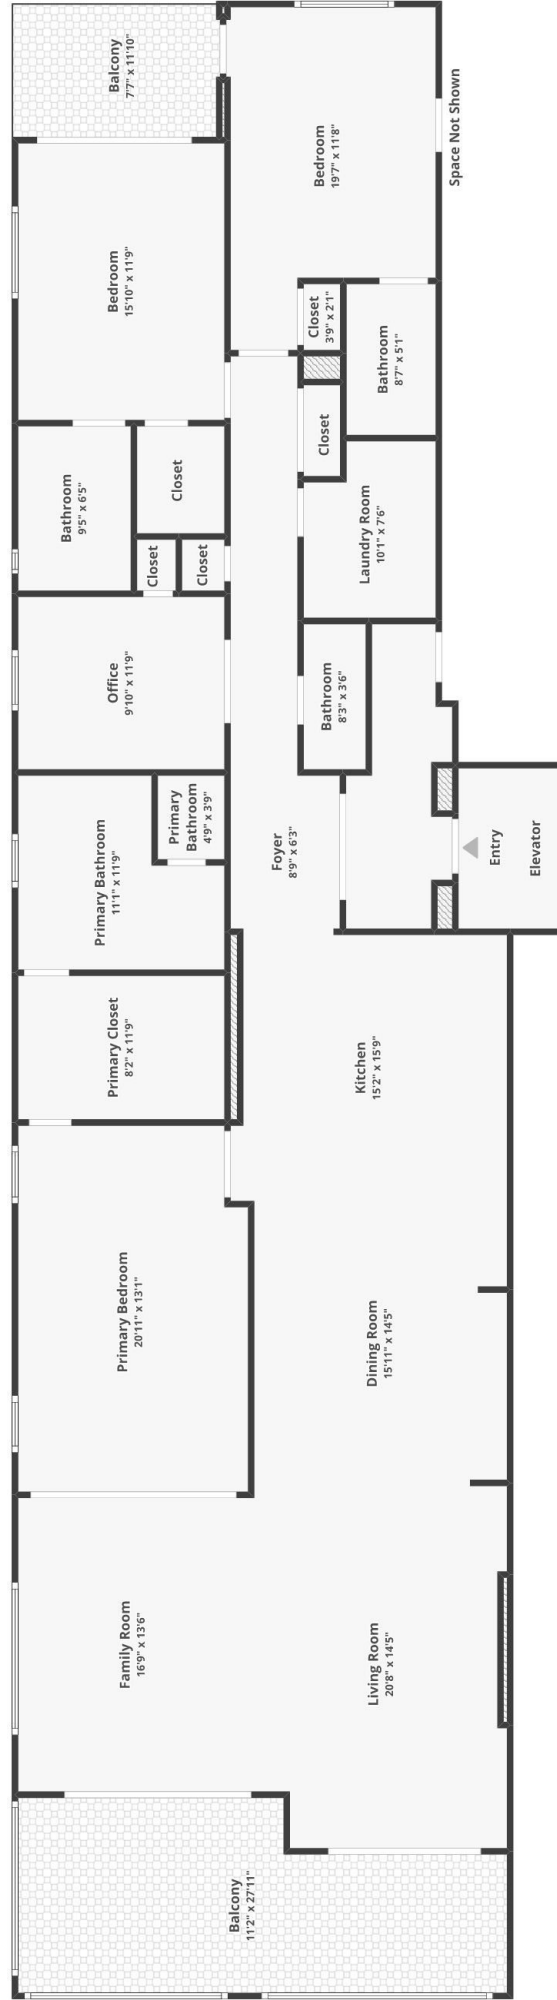 Balcony
7'7" x 11'10"
Bedroom
19'7" x 11'8"
Space Not Shown
Bedroom
15'10" x 11'9"
Closet
3'9" x 2'1"
Bathroom
8'7" x 5'1"
Closet
Bathroom
9'5" x 6'5"
Closet
Closet
Closet
Laundry Room
10'1" x 7'6"
Office
9'10" x 11'9"
Bathroom
8'3" x 3'6"
Primary
Bathroom
4'9" x 3'9"
Primary Bathroom
11'1" x 11'9"
Foyer
8'9" x 6'3"
Entry
Elevator
Primary Closet
8'2" x 11'9"
Kitchen
15'2" x 15'9"
Primary Bedroom
20'11" x 13'1"
Dining Room
15'11" x 14'5"
Family Room
16'9" x 13'6"
Living Room
20'8" x 14'5"
Balcony
11'2" x 27'11"